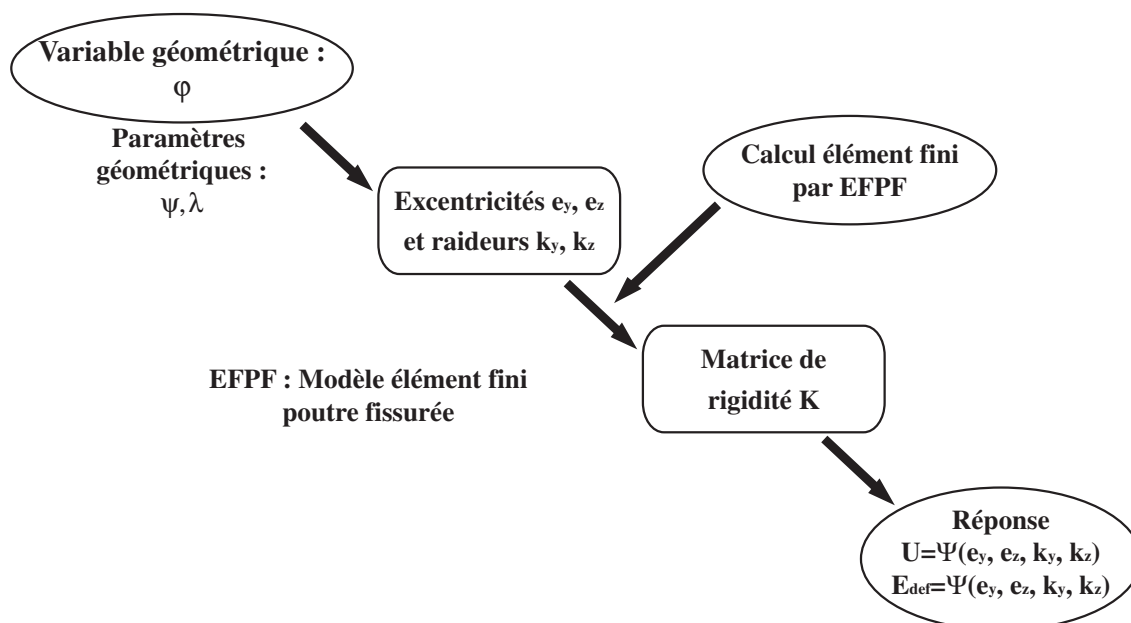 Variable géométrique :
φ
Paramètres
géométriques :
ψ,λ
Excentricités ey, ez
et raideurs ky, kz
Calcul élément fini
par EFPF
EFPF : Modèle élément fini
poutre fissurée
Matrice de
rigidité K
Réponse
U=Ψ(ey, ez, ky, kz)
Edef=Ψ(ey, ez, ky, kz)